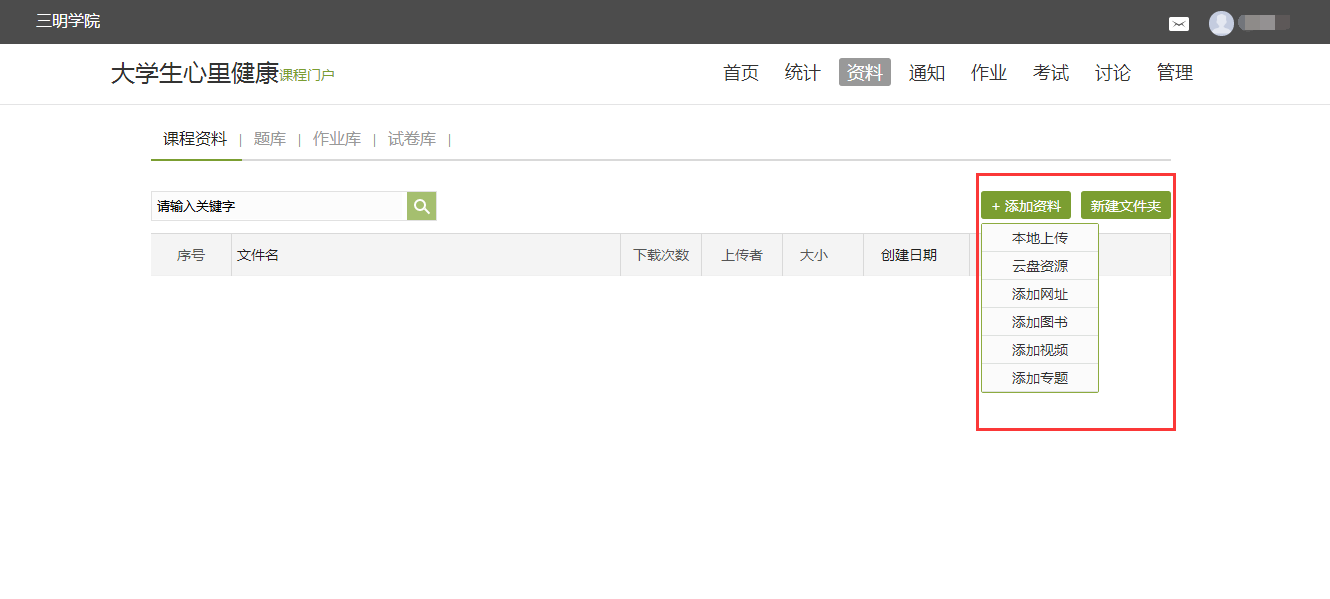 三明学院
大学生心里健康课程门户
首页 统计 资料 通知 作业 考试 讨论 管理
课程资料 | 题库 | 作业库 | 试卷库 |
请输入关键字
+ 添加资料 新建文件夹
序号 文件名 下载次数 上传者 大小 创建日期
本地上传
云盘资源
添加网址
添加图书
添加视频
添加专题